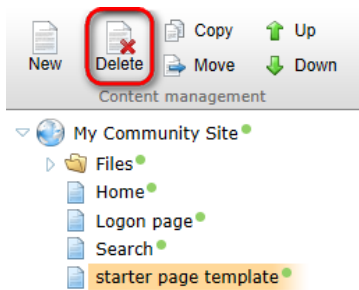 Copy
Up
New
Delete
Move
Down
Content management
My Community Site
Files
Home
Logon page
Search
starter page template